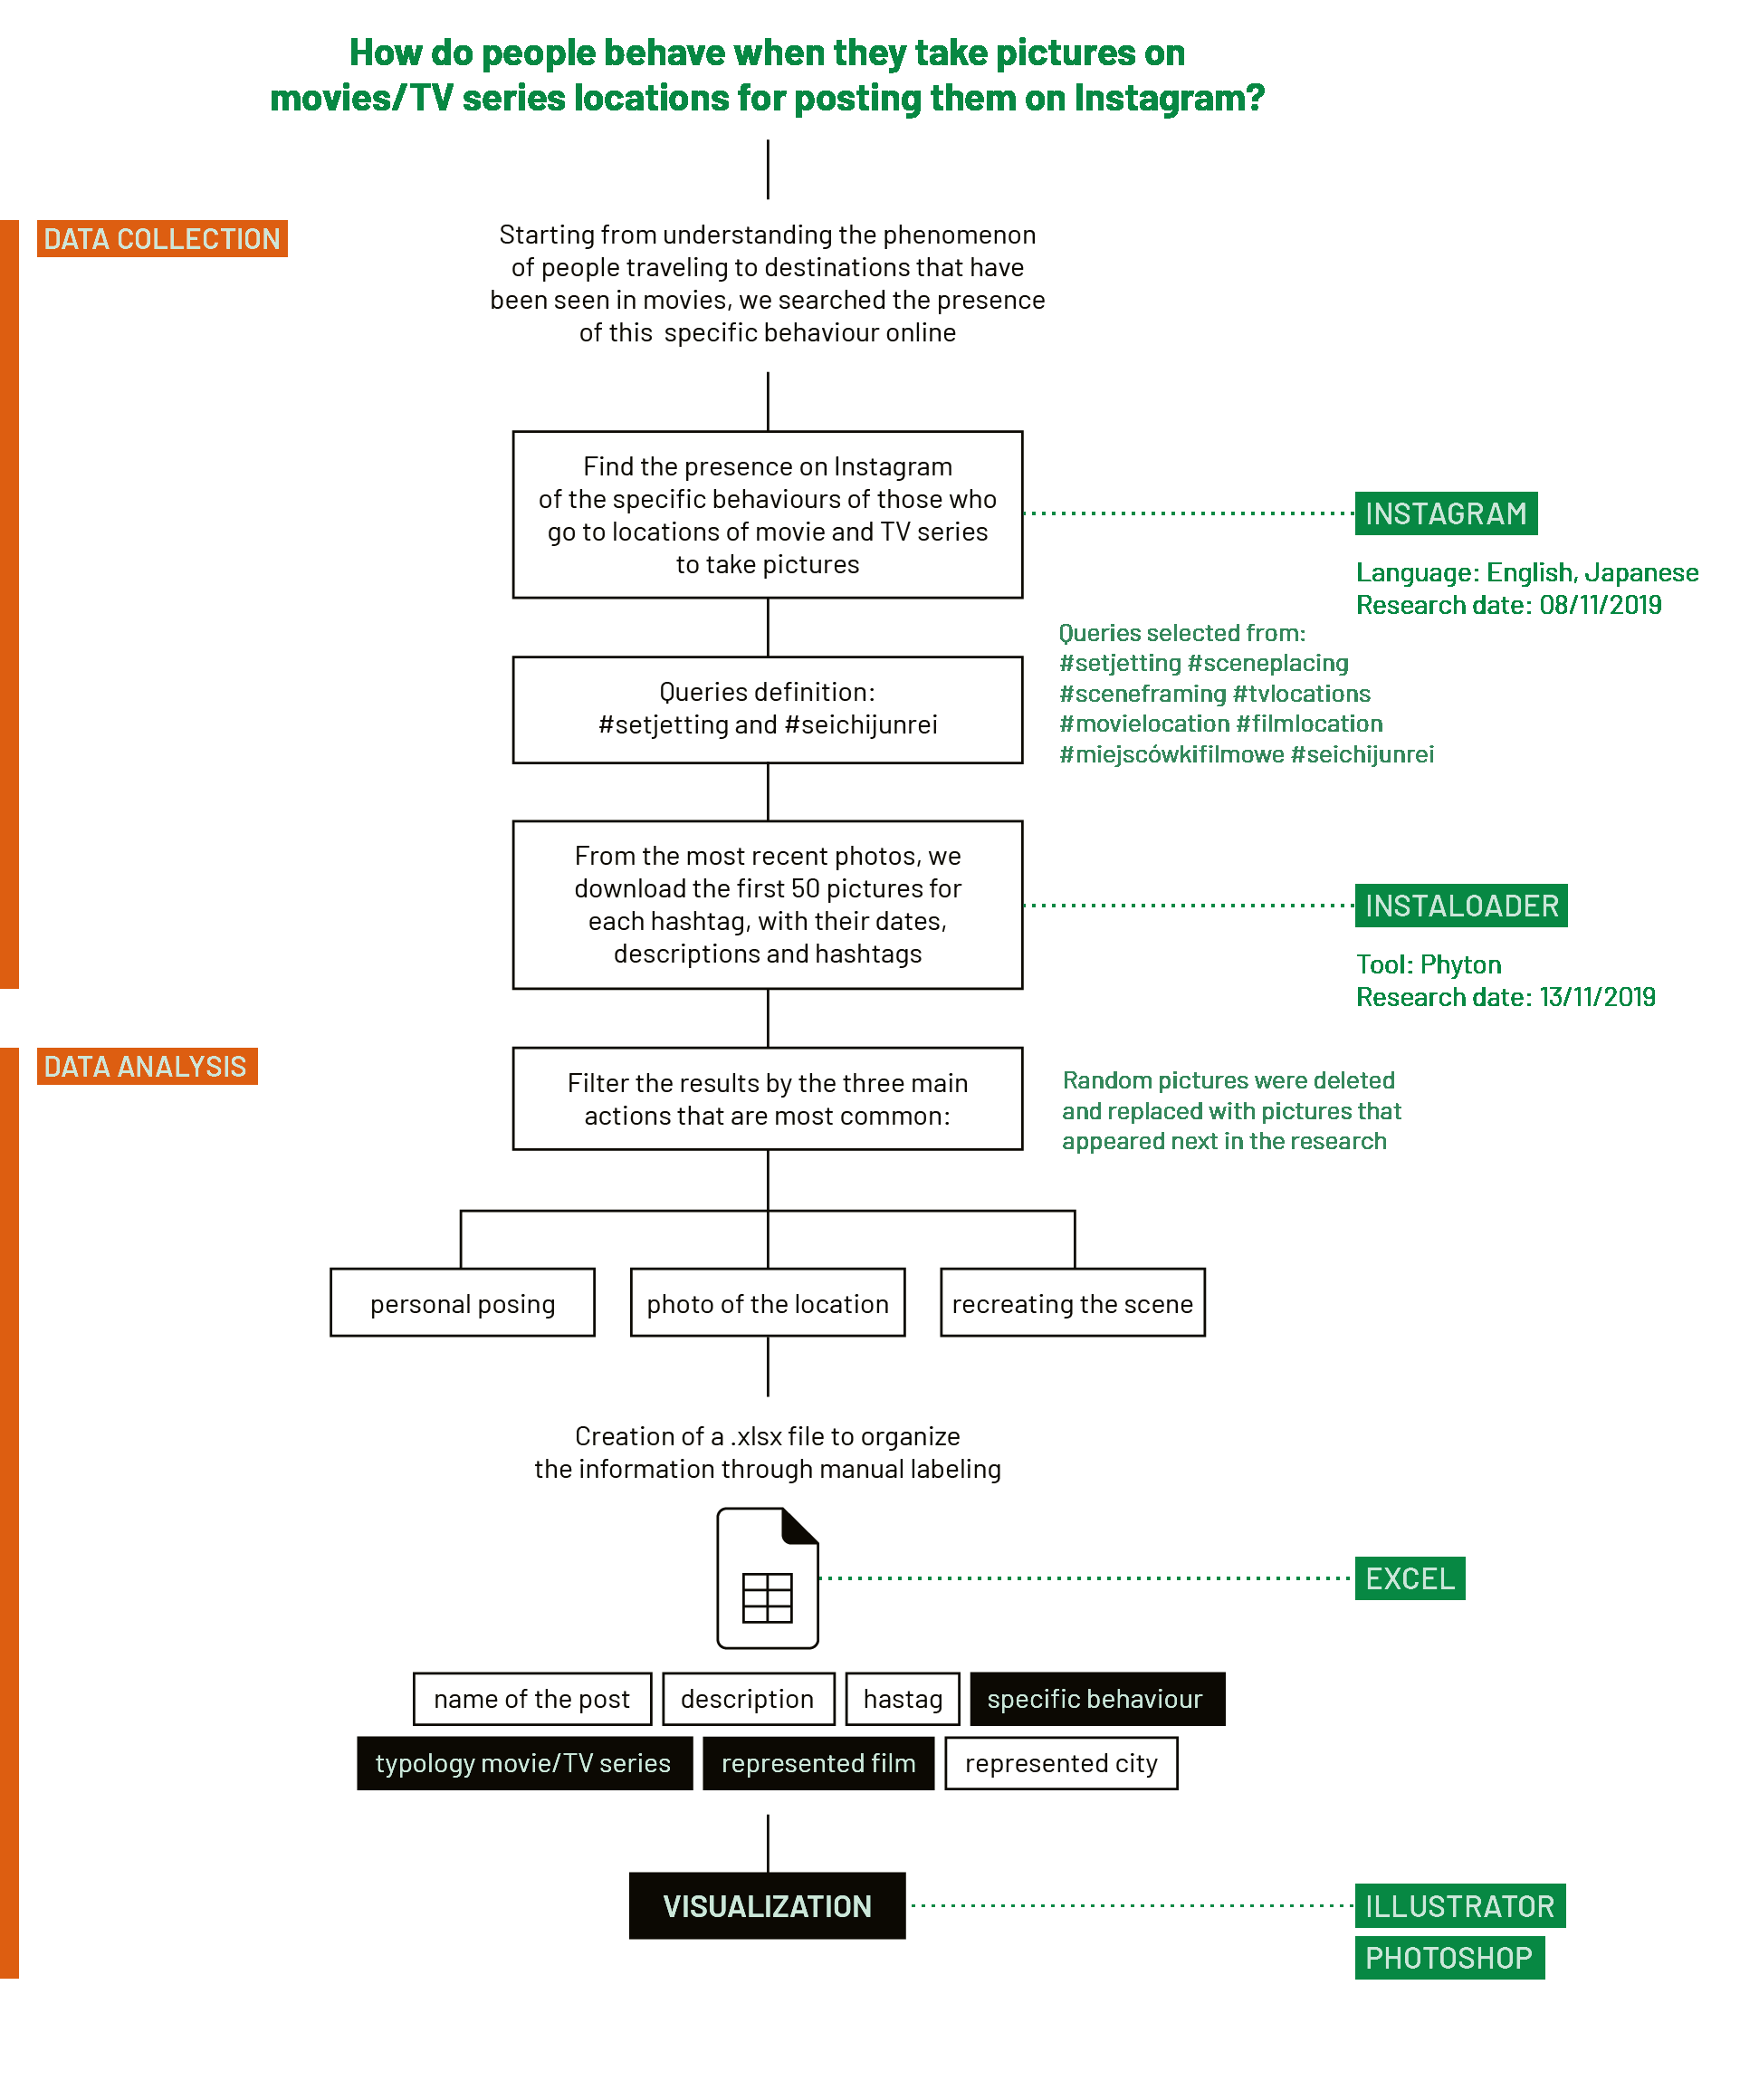 How do people behave when they take pictures on
movies/TV series locations for posting them on Instagram?
DATA COLLECTION
Starting from understanding the phenomenon
of people traveling to destinations that have
been seen in movies, we searched the presence
of this specific behaviour online
Find the presence on Instagram
of the specific behaviours of those who
go to locations of movie and TV series
to take pictures
INSTAGRAM
Language: English, Japanese
Research date: 08/11/2019
Queries definition:
#setjetting and #seichijunrei
Queries selected from:
#setjetting #sceneplacing
#sceneframing #tvlocations
#movielocation #filmlocation
#miejscówkifilmowe #seichijunrei
From the most recent photos, we
download the first 50 pictures for
each hashtag, with their dates,
descriptions and hashtags
INSTALOADER
Tool: Phyton
Research date: 13/11/2019
DATA ANALYSIS
Filter the results by the three main
actions that are most common:
Random pictures were deleted
and replaced with pictures that
appeared next in the research
personal posing
photo of the location
recreating the scene
Creation of a .xlsx file to organize
the information through manual labeling
EXCEL
name of the post
description
hastag
specific behaviour
typology movie/TV series
represented film
represented city
VISUALIZATION
ILLUSTRATOR
PHOTOSHOP